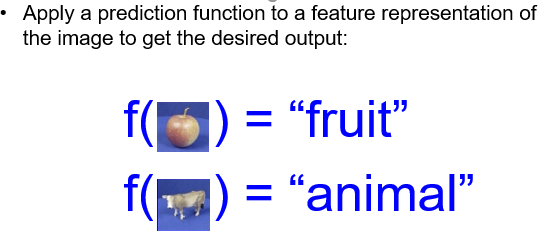 • Apply a prediction function to a feature representation of
the image to get the desired output:
f( ) = “fruit”
f( ) = “animal”